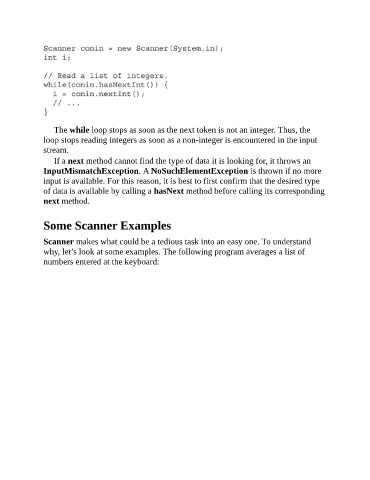 Scanner conin = new Scanner(System.in);
int i;
// Read a list of integers.
while(conin.hasNextInt()) {
i = conin.nextInt();
// ...
}
The while loop stops as soon as the next token is not an integer. Thus, the
loop stops reading integers as soon as a non-integer is encountered in the input
stream.
If a next method cannot find the type of data it is looking for, it throws an
InputMismatchException. A NoSuchElementException is thrown if no more
input is available. For this reason, it is best to first confirm that the desired type
of data is available by calling a hasNext method before calling its corresponding
next method.
Some Scanner Examples
Scanner makes what could be a tedious task into an easy one. To understand
why, let's look at some examples. The following program averages a list of
numbers entered at the keyboard: